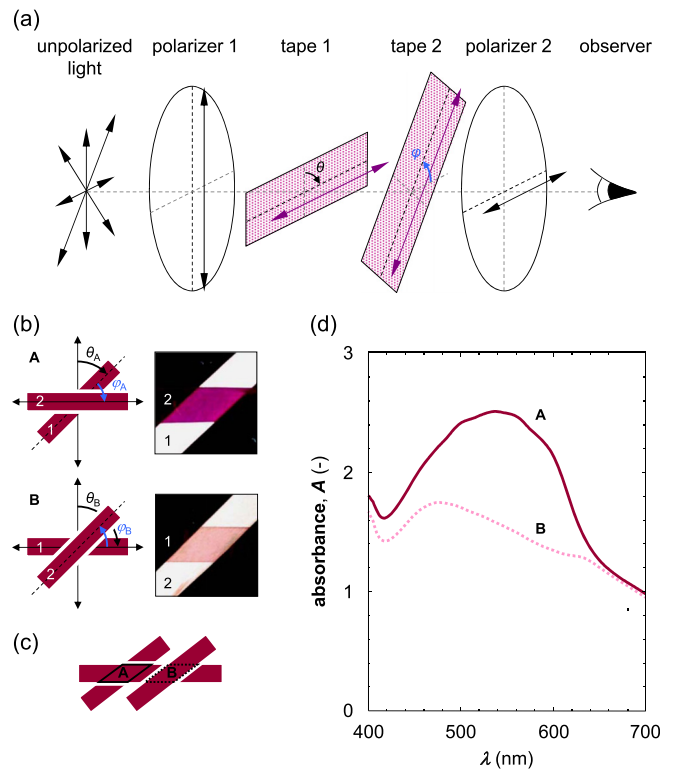 (a)
unpolarized light
polarizer 1
tape 1
tape 2
polarizer 2
observer
θ
φ
(b)
A
θA
φA
2
1
2
1
B
θB
φB
1
2
1
2
(c)
A
B
(d)
3
2
1
0
absorbance, A (-)
A
B
400
500
600
700
λ (nm)